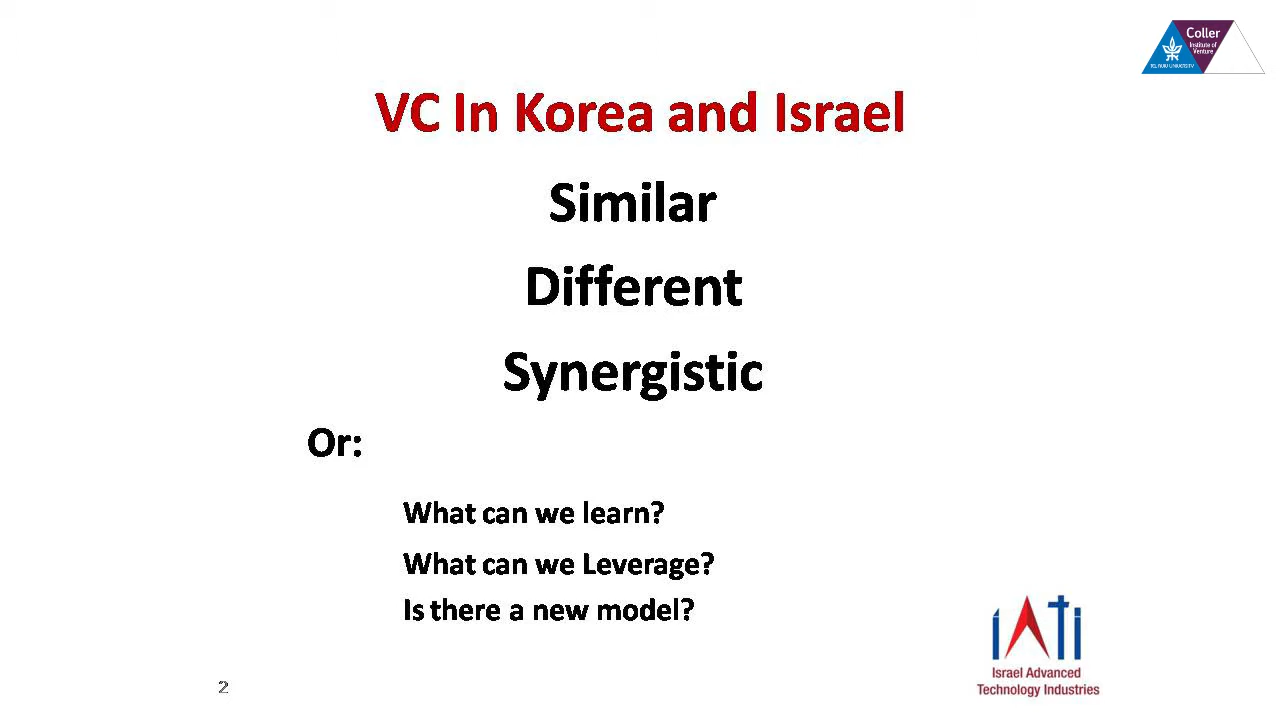 Coller
Institute of
Venture
TEL AVIV UNIVERSITY
VC In Korea and Israel
Similar
Different
Synergistic
Or:
What can we learn?
What can we Leverage?
Is there a new model?
iATi
Israel Advanced
Technology Industries
2